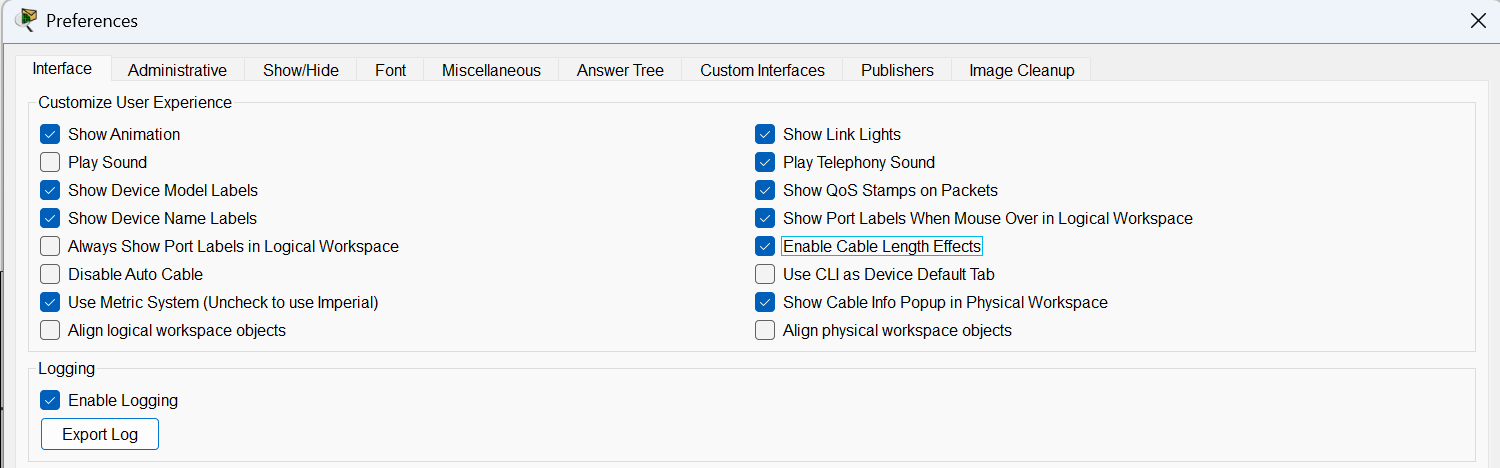 Preferences
Interface Administrative Show/Hide Font Miscellaneous Answer Tree Custom Interfaces Publishers Image Cleanup
Customize User Experience
Show Animation
Show Link Lights
Play Sound
Play Telephony Sound
Show Device Model Labels
Show QoS Stamps on Packets
Show Device Name Labels
Show Port Labels When Mouse Over in Logical Workspace
Always Show Port Labels in Logical Workspace
Enable Cable Length Effects
Disable Auto Cable
Use CLI as Device Default Tab
Use Metric System (Uncheck to use Imperial)
Show Cable Info Popup in Physical Workspace
Align logical workspace objects
Align physical workspace objects
Logging
Enable Logging
Export Log